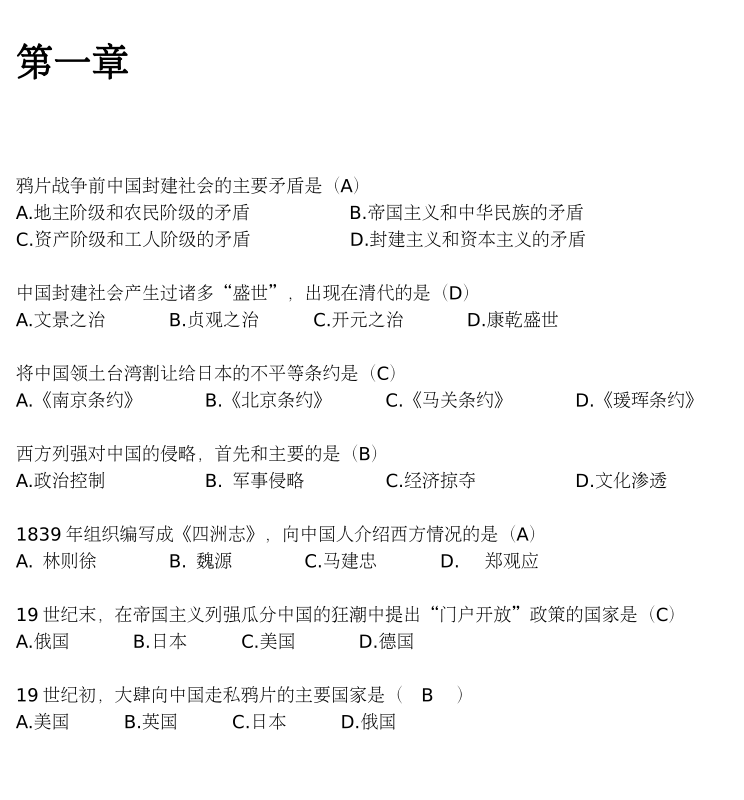 第一章
鸦片战争前中国封建社会的主要矛盾是（A）
A.地主阶级和农民阶级的矛盾 B.帝国主义和中华民族的矛盾
C.资产阶级和工人阶级的矛盾 D.封建主义和资本主义的矛盾
中国封建社会产生过诸多“盛世”，出现在清代的是（D）
A.文景之治 B.贞观之治 C.开元之治 D.康乾盛世
将中国领土台湾割让给日本的不平等条约是（C）
A.《南京条约》 B.《北京条约》 C.《马关条约》 D.《瑷珲条约》
西方列强对中国的侵略，首先和主要的是（B）
A.政治控制 B. 军事侵略 C.经济掠夺 D.文化渗透
1839 年组织编写成《四洲志》，向中国人介绍西方情况的是（A）
A. 林则徐 B. 魏源 C.马建忠 D. 郑观应
19 世纪末，在帝国主义列强瓜分中国的狂潮中提出“门户开放”政策的国家是（C）
A.俄国 B.日本 C.美国 D.德国
19 世纪初，大肆向中国走私鸦片的主要国家是（ B ）
A.美国 B.英国 C.日本 D.俄国